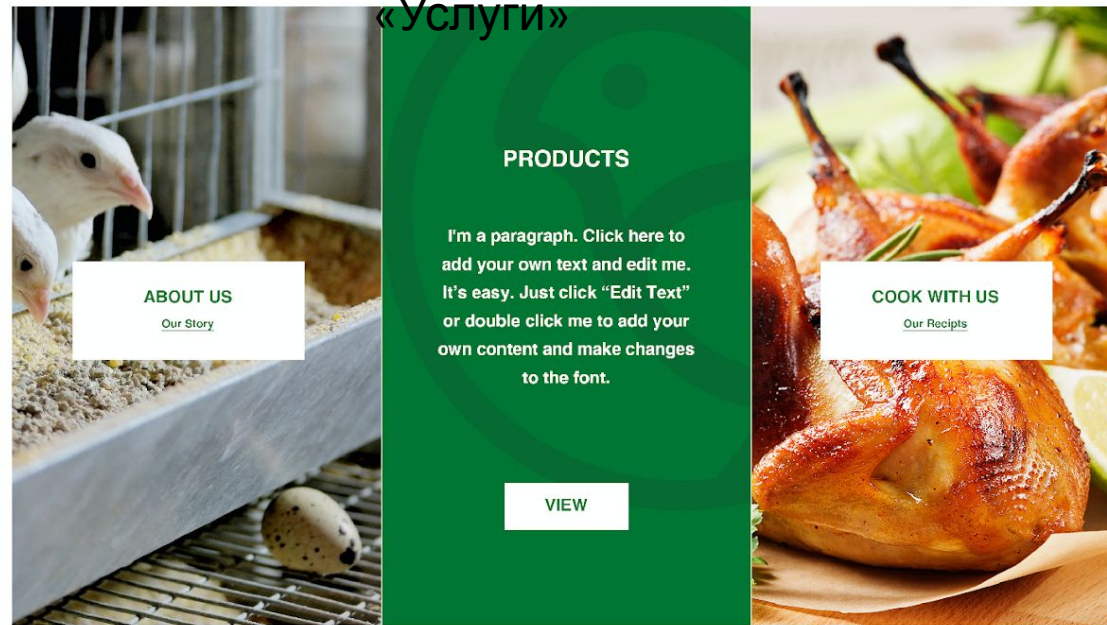 «Услуги»
ABOUT US
Our Story
PRODUCTS
I'm a paragraph. Click here to
add your own text and edit me.
It’s easy. Just click “Edit Text”
or double click me to add your
own content and make changes
to the font.
VIEW
COOK WITH US
Our Recipts